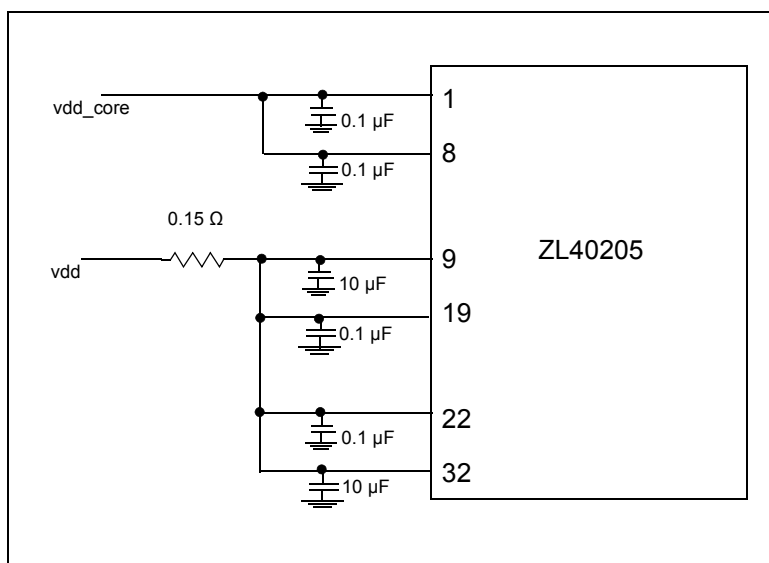 1
vdd_core
0.1 µF
8
0.1 µF
0.15 Ω
vdd
9
ZL40205
10 µF
19
0.1 µF
22
0.1 µF
32
10 µF